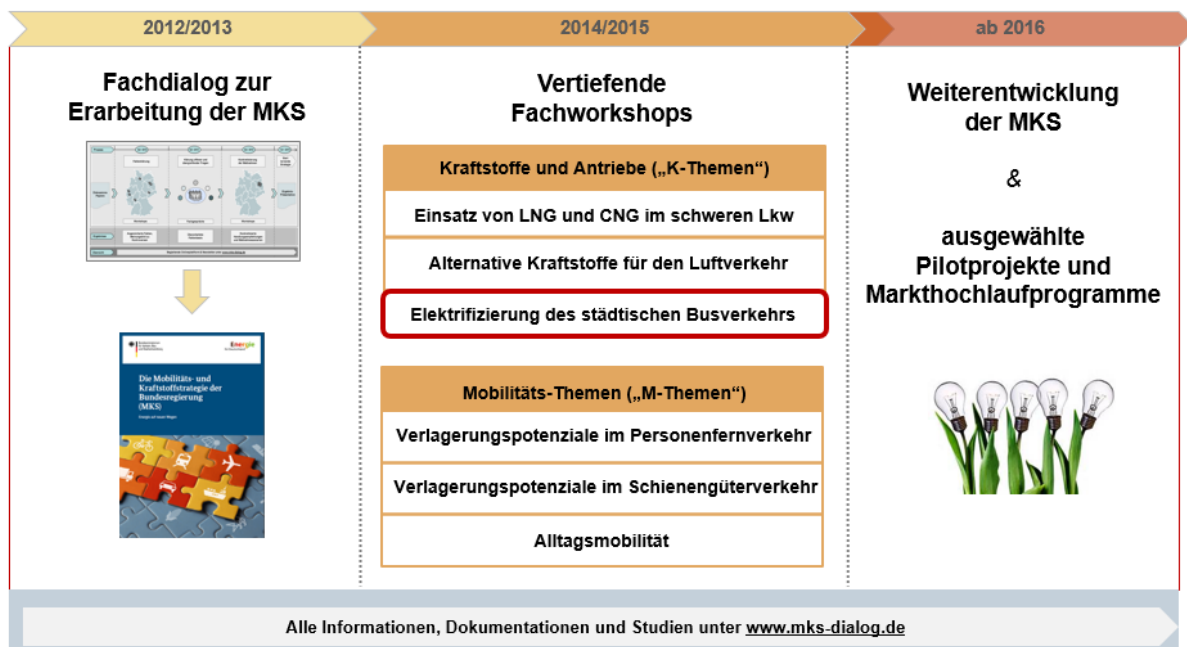 2012/2013
2014/2015
ab 2016
Fachdialog zur
Erarbeitung der MKS
Die Mobilitäts- und
Kraftstoffstrategie der
Bundesregierung
(MKS)
Vertiefende
Fachworkshops
Kraftstoffe und Antriebe („K-Themen“)
Einsatz von LNG und CNG im schweren Lkw
Alternative Kraftstoffe für den Luftverkehr
Elektrifizierung des städtischen Busverkehrs
Mobilitäts-Themen („M-Themen“)
Verlagerungspotenziale im Personenfernverkehr
Verlagerungspotenziale im Schienengüterverkehr
Alltagsmobilität
Weiterentwicklung
der MKS
&
ausgewählte
Pilotprojekte und
Markthochlaufprogramme
Alle Informationen, Dokumentationen und Studien unter www.mks-dialog.de